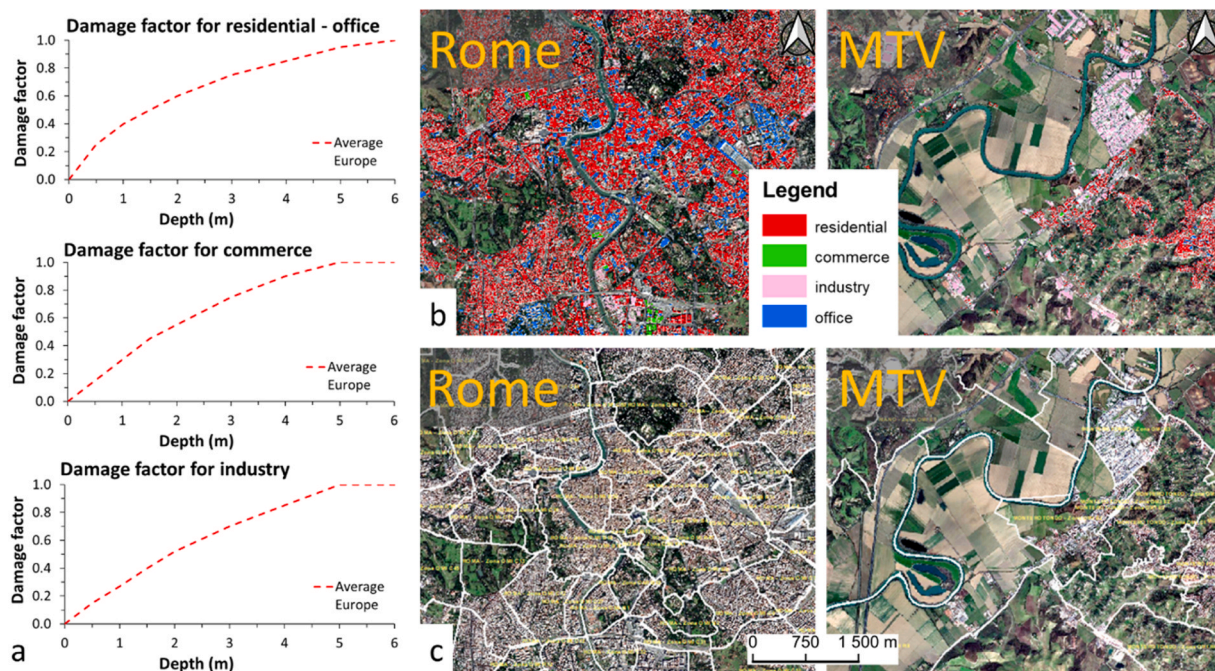 Damage factor for residential - office
Damage factor
1.0
0.8
0.6
0.4
0.2
0.0
Average
Europe
0 1 2 3 4 5 6
Depth (m)
Damage factor for commerce
Damage factor
1.0
0.8
0.6
0.4
0.2
0.0
Average
Europe
0 1 2 3 4 5 6
Depth (m)
Damage factor for industry
Damage factor
1.0
0.8
0.6
0.4
0.2
0.0
Average
Europe
0 1 2 3 4 5 6
Depth (m)
a
Rome
b
MTV
Legend
residential
commerce
industry
office
Rome
c
MTV
0 750 1 500 m